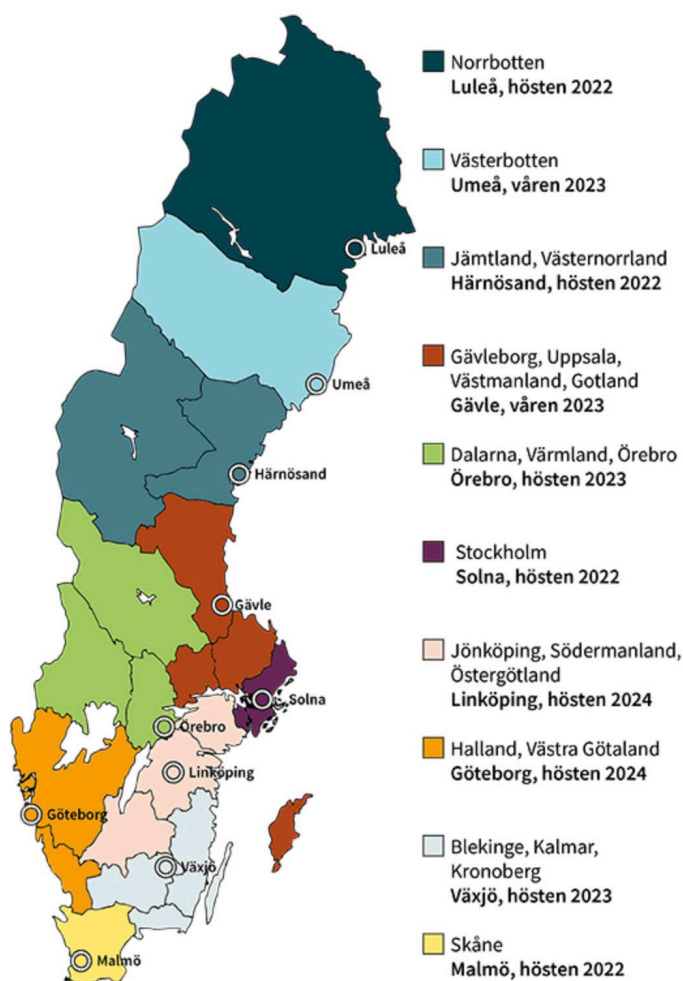 Norrbotten
Luleå, hösten 2022
Västerbotten
Umeå, våren 2023
Jämtland, Västernorrland
Härnösand, hösten 2022
Gävleborg, Uppsala,
Västmanland, Gotland
Gävle, våren 2023
Dalarna, Värmland, Örebro
Örebro, hösten 2023
Stockholm
Solna, hösten 2022
Jönköping, Södermanland,
Östergötland
Linköping, hösten 2024
Halland, Västra Götaland
Göteborg, hösten 2024
Blekinge, Kalmar,
Kronoberg
Växjö, hösten 2023
Skåne
Malmö, hösten 2022
Luleå
Umeå
Härnösand
Gävle
Solna
Örebro
Linköping
Göteborg
Växjö
Malmö